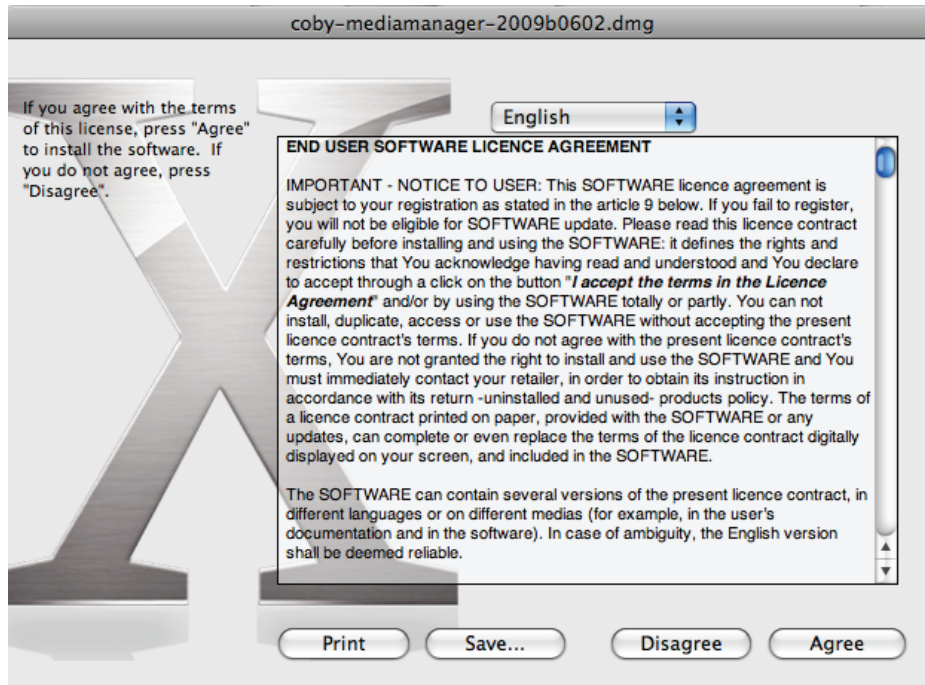 coby-mediamanager-2009b0602.dmg
If you agree with the terms
of this license, press "Agree"
to install the software. If
you do not agree, press
"Disagree".
English
END USER SOFTWARE LICENCE AGREEMENT
IMPORTANT - NOTICE TO USER: This SOFTWARE licence agreement is
subject to your registration as stated in the article 9 below. If you fail to register,
you will not be eligible for SOFTWARE update. Please read this licence contract
carefully before installing and using the SOFTWARE: it defines the rights and
restrictions that You acknowledge having read and understood and You declare
to accept through a click on the button "I accept the terms in the Licence
Agreement" and/or by using the SOFTWARE totally or partly. You can not
install, duplicate, access or use the SOFTWARE without accepting the present
licence contract's terms. If you do not agree with the present licence contract's
terms, You are not granted the right to install and use the SOFTWARE and You
must immediately contact your retailer, in order to obtain its instruction in
accordance with its return -uninstalled and unused- products policy. The terms of
a licence contract printed on paper, provided with the SOFTWARE or any
updates, can complete or even replace the terms of the licence contract digitally
displayed on your screen, and included in the SOFTWARE.
The SOFTWARE can contain several versions of the present licence contract, in
different languages or on different medias (for example, in the user's
documentation and in the software). In case of ambiguity, the English version
shall be deemed reliable.
Print
Save...
Disagree
Agree